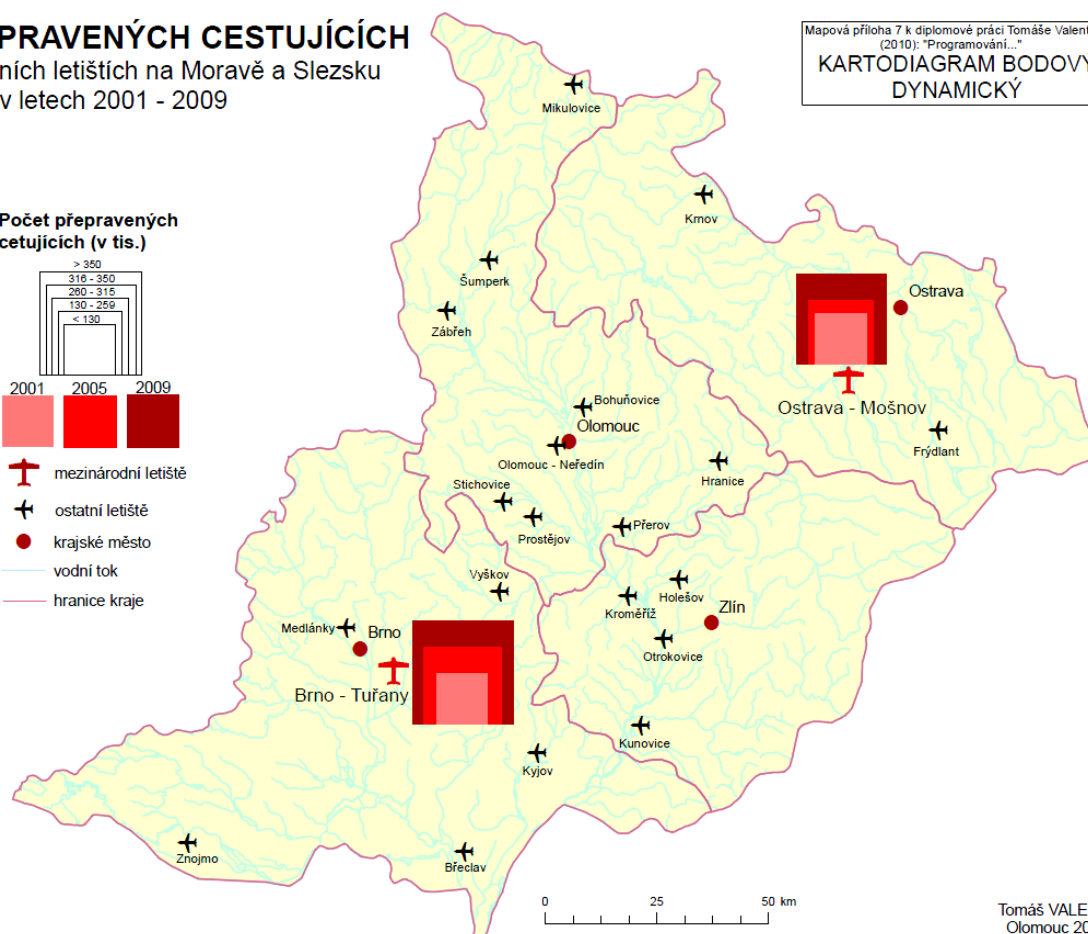 PRAVENÝCH CESTUJÍCÍCH
ních letištích na Moravě a Slezsku
v letech 2001 - 2009
Mapová příloha 7 k diplomové práci Tomáše Valent
(2010): "Programování..."
KARTODIAGRAM BODOVÝ
DYNAMICKÝ
Počet přepravených
cetujících (v tis.)
> 350
316 - 350
260 - 315
130 - 259
< 130
2001 2005 2009
mezinárodní letiště
ostatní letiště
krajské město
vodní tok
hranice kraje
Mikulovice
Krnov
Šumperk
Zábřeh
Ostrava
Ostrava - Mošnov
Bohuňovice
Olomouc
Olomouc - Neředín
Frýdlant
Hranice
Stichovice
Prostějov
Přerov
Vyškov
Holešov
Kroměříž
Zlín
Medlánky
Brno
Otrokovice
Brno - Tuřany
Kunovice
Kyjov
Znojmo
Břeclav
0 25 50 km
Tomáš VALE
Olomouc 20